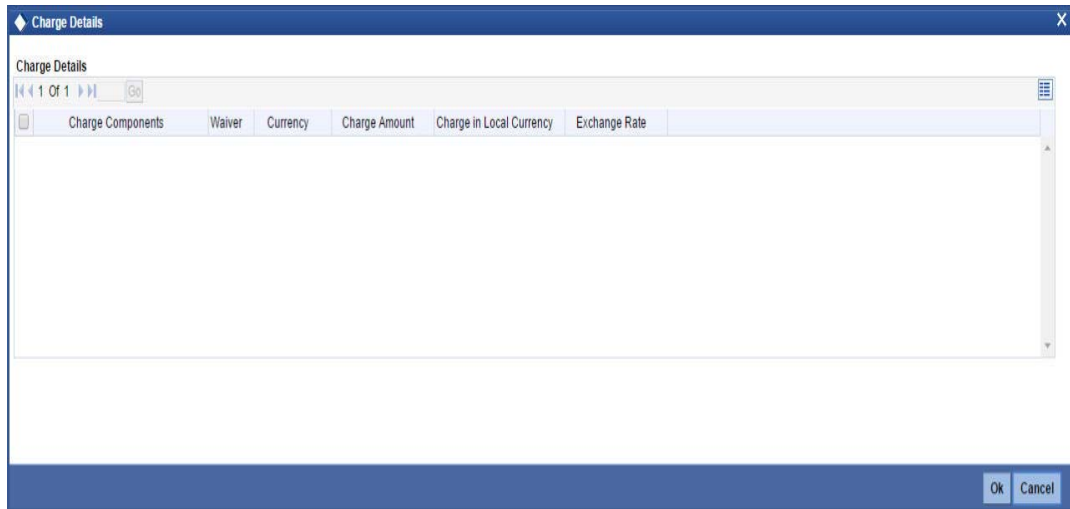 Charge Details X
Charge Details
1 Of 1 Go
Charge Components Waiver Currency Charge Amount Charge in Local Currency Exchange Rate
Ok Cancel